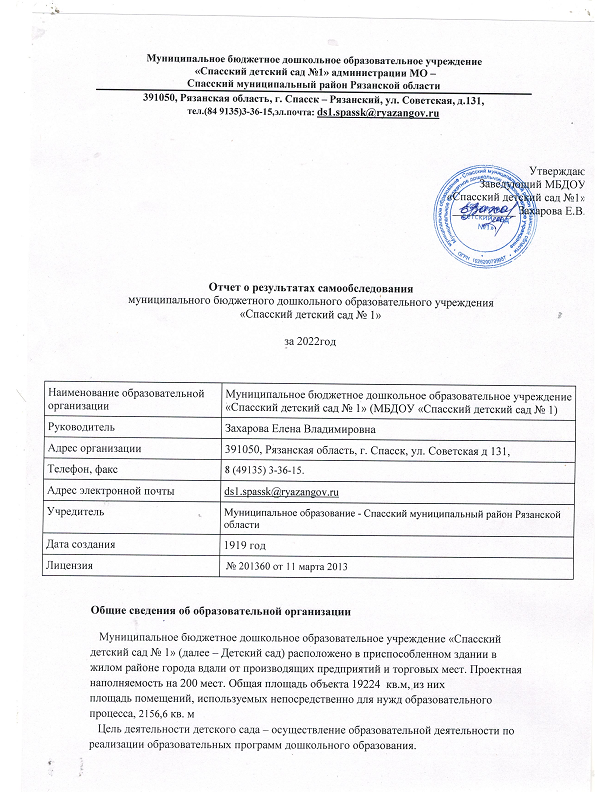 Муниципальное бюджетное дошкольное образовательное учреждение
«Спасский детский сад №1» администрации МО –
Спасский муниципальный район Рязанской области
391050, Рязанская область, г. Спасск – Рязанский, ул. Советская, д.131,
тел.(84 9135)3-36-15,эл.почта: ds1.spassk@ryazangov.ru
Утверждаю
Заведующий МБДОУ
«Спасский детский сад №1»
Захарова Е.В.
Отчет о результатах самообследования
муниципального бюджетного дошкольного образовательного учреждения
«Спасский детский сад № 1»
за 2022год
Наименование образовательной организации
Муниципальное бюджетное дошкольное образовательное учреждение
«Спасский детский сад № 1» (МБДОУ «Спасский детский сад № 1)
Руководитель
Захарова Елена Владимировна
Адрес организации
391050, Рязанская область, г. Спасск, ул. Советская д 131,
Телефон, факс
8 (49135) 3-36-15.
Адрес электронной почты
ds1.spassk@ryazangov.ru
Учредитель
Муниципальное образование - Спасский муниципальный район Рязанской
области
Дата создания
1919 год
Лицензия
№ 201360 от 11 марта 2013
Общие сведения об образовательной организации
Муниципальное бюджетное дошкольное образовательное учреждение «Спасский
детский сад № 1» (далее – Детский сад) расположено в приспособленном здании в
жилом районе города вдали от производящих предприятий и торговых мест. Проектная
наполняемость на 200 мест. Общая площадь объекта 19224 кв.м, из них
площадь помещений, используемых непосредственно для нужд образовательного
процесса, 2156,6 кв. м
Цель деятельности детского сада – осуществление образовательной деятельности по
реализации образовательных программ дошкольного образования.